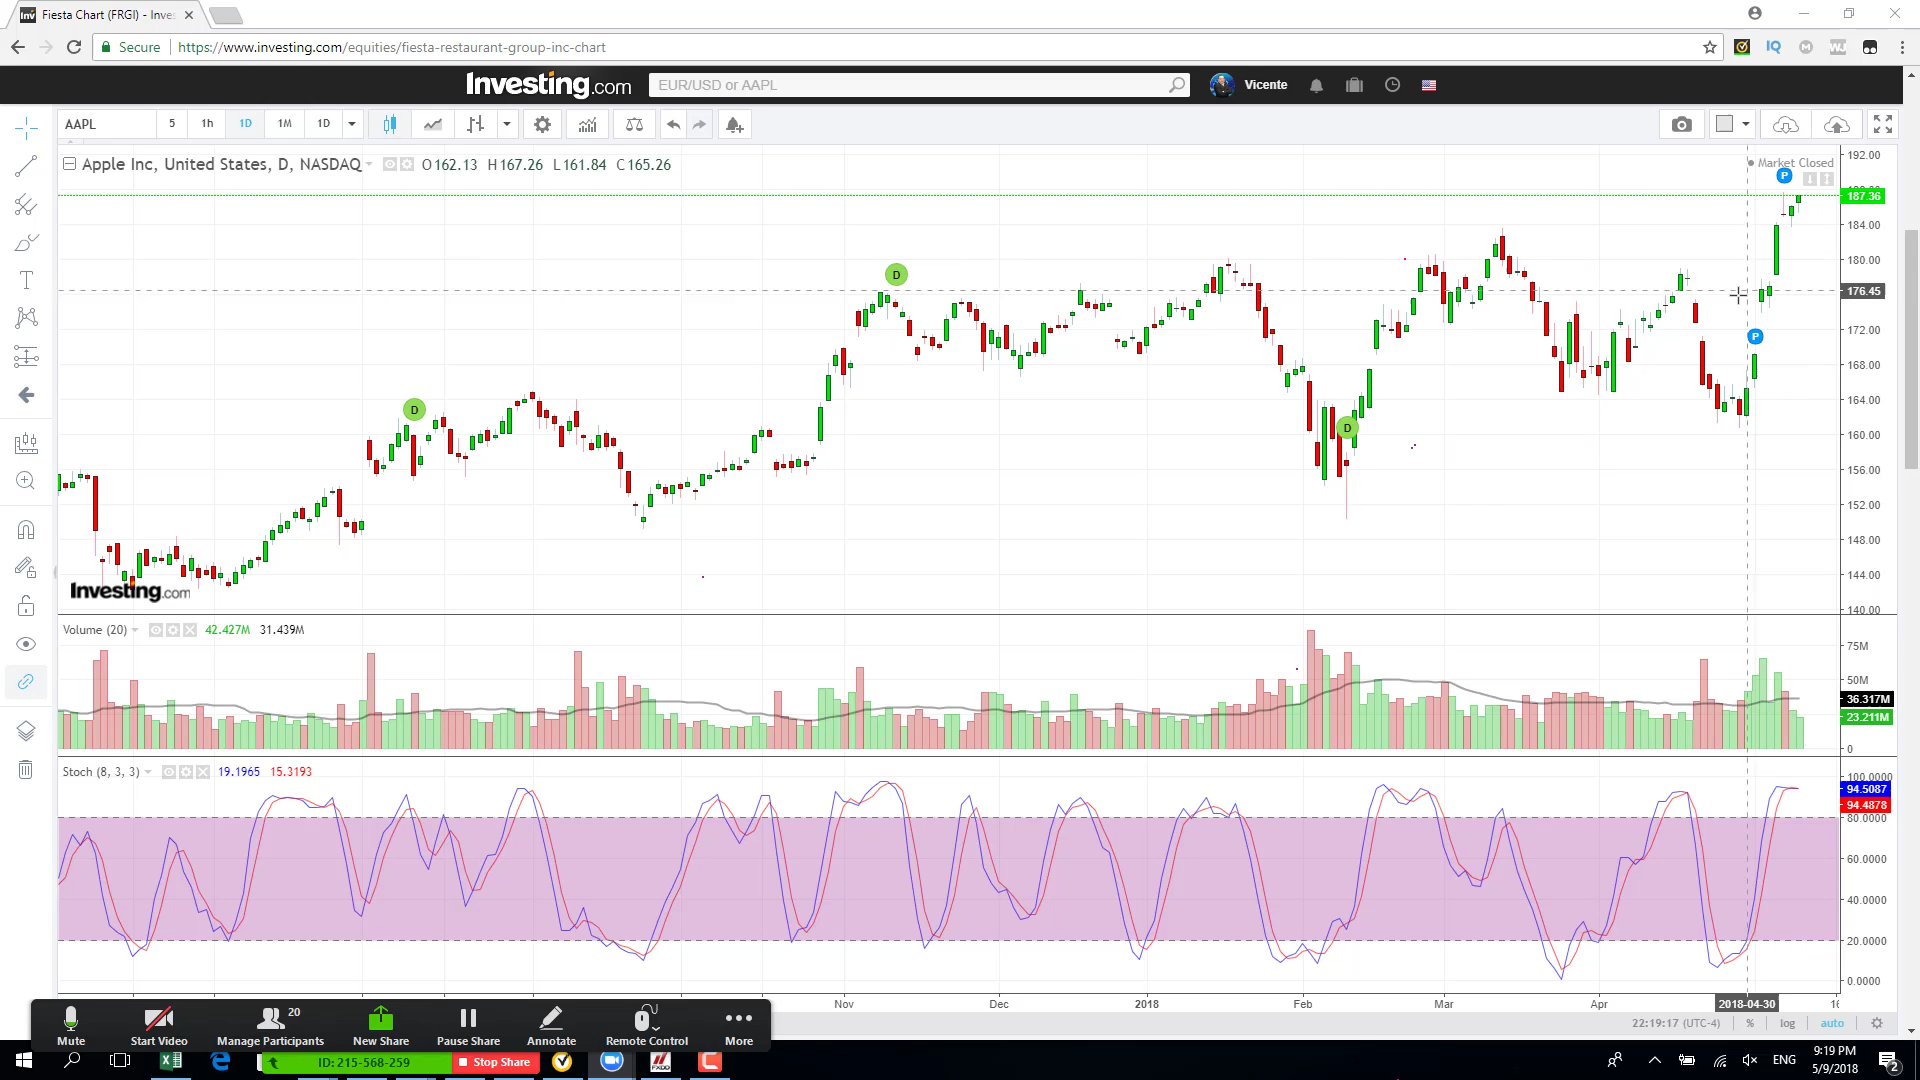 Fiesta Chart (FRGI) - Inve
Secure
https://www.investing.com/equities/fiesta-restaurant-group-inc-chart
Investing.com
EUR/USD or AAPL
Vicente
AAPL
5
1h
1D
1M
1D
Apple Inc, United States, D, NASDAQ
O162.13 H167.26 L161.84 C165.26
Market Closed
192.00
187.36
184.00
180.00
176.45
172.00
168.00
164.00
160.00
156.00
152.00
148.00
144.00
140.00
P
P
D
D
D
Investing.com
Volume (20)
42.427M 31.439M
75M
50M
36.317M
23.211M
0
Stoch (8, 3, 3)
19.1965 15.3193
100.0000
94.5087
94.4878
80.0000
60.0000
40.0000
20.0000
0.0000
Nov
Dec
2018
Feb
Mar
Apr
2018-04-30
16
22:19:17 (UTC-4)
%
log
auto
Mute
Start Video
20
Manage Participants
New Share
Pause Share
Annotate
Remote Control
More
ID: 215-568-259
Stop Share
ENG
9:19 PM
5/9/2018
2